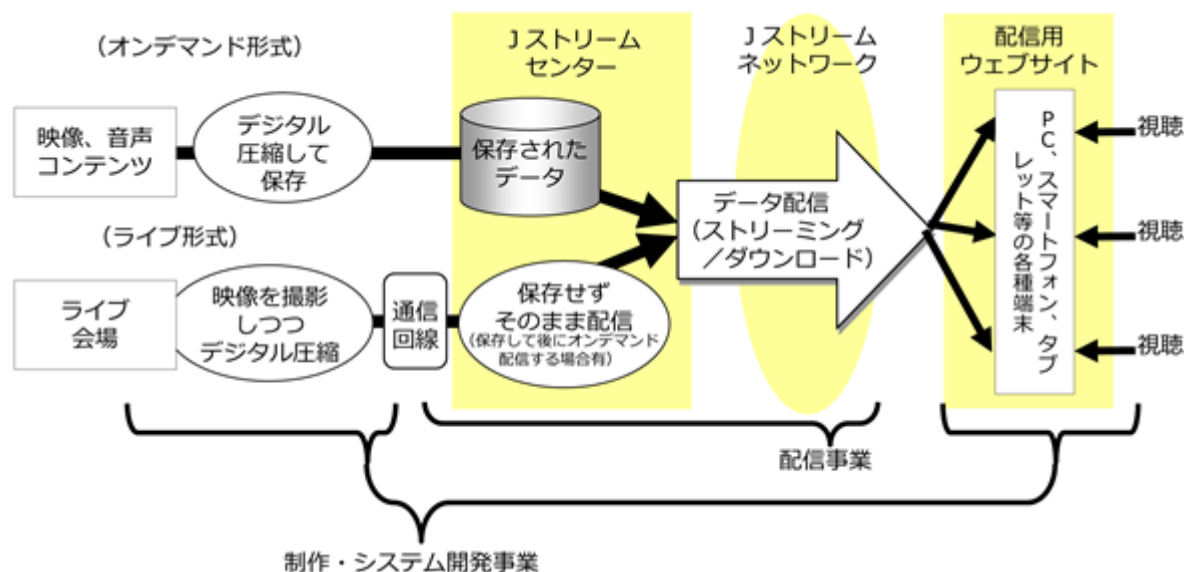 （オンデマンド形式）
Ｊストリーム
センター
Ｊストリーム
ネットワーク
配信用
ウェブサイト
映像、音声
コンテンツ
デジタル
圧縮して
保存
保存された
データ
データ配信
（ストリーミング
／ダウンロード）
ＰＣ、スマートフォン、タブ
レット等の各種端末
視聴
視聴
視聴
（ライブ形式）
ライブ
会場
映像を撮影
しつつ
デジタル圧縮
通信
回線
保存せず
そのまま配信
（保存して後にオンデマンド
配信する場合有）
配信事業
制作・システム開発事業